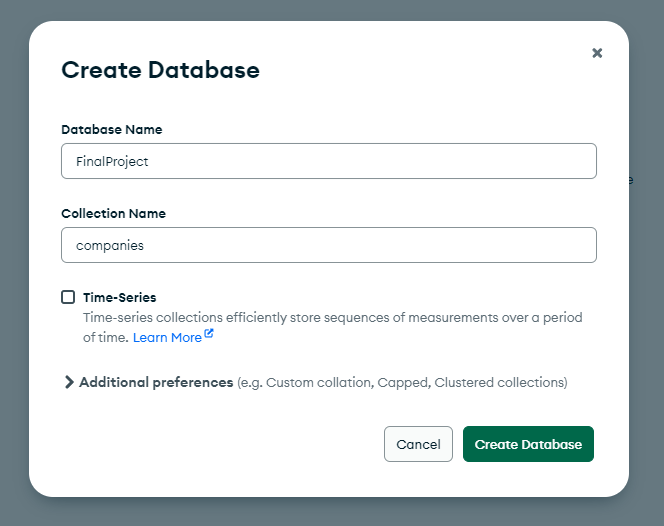 Create Database
Database Name
FinalProject
Collection Name
companies
Time-Series
Time-series collections efficiently store sequences of measurements over a period
of time. Learn More
Additional preferences (e.g. Custom collation, Capped, Clustered collections)
Cancel
Create Database